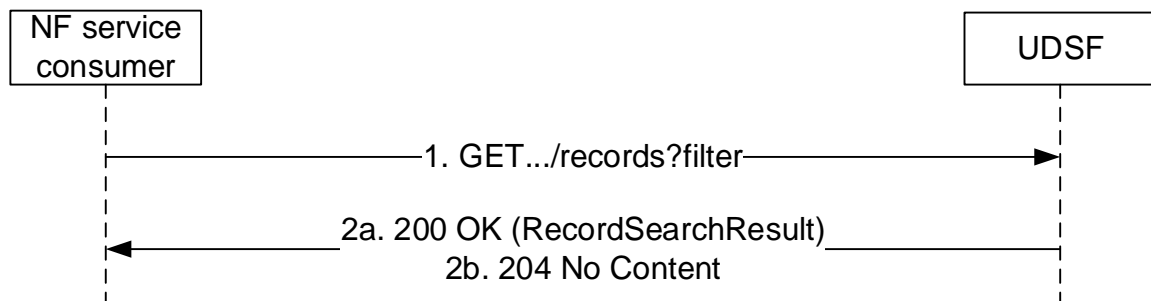 NF service
consumer
UDSF
1. GET.../records?filter
2a. 200 OK (RecordSearchResult)
2b. 204 No Content